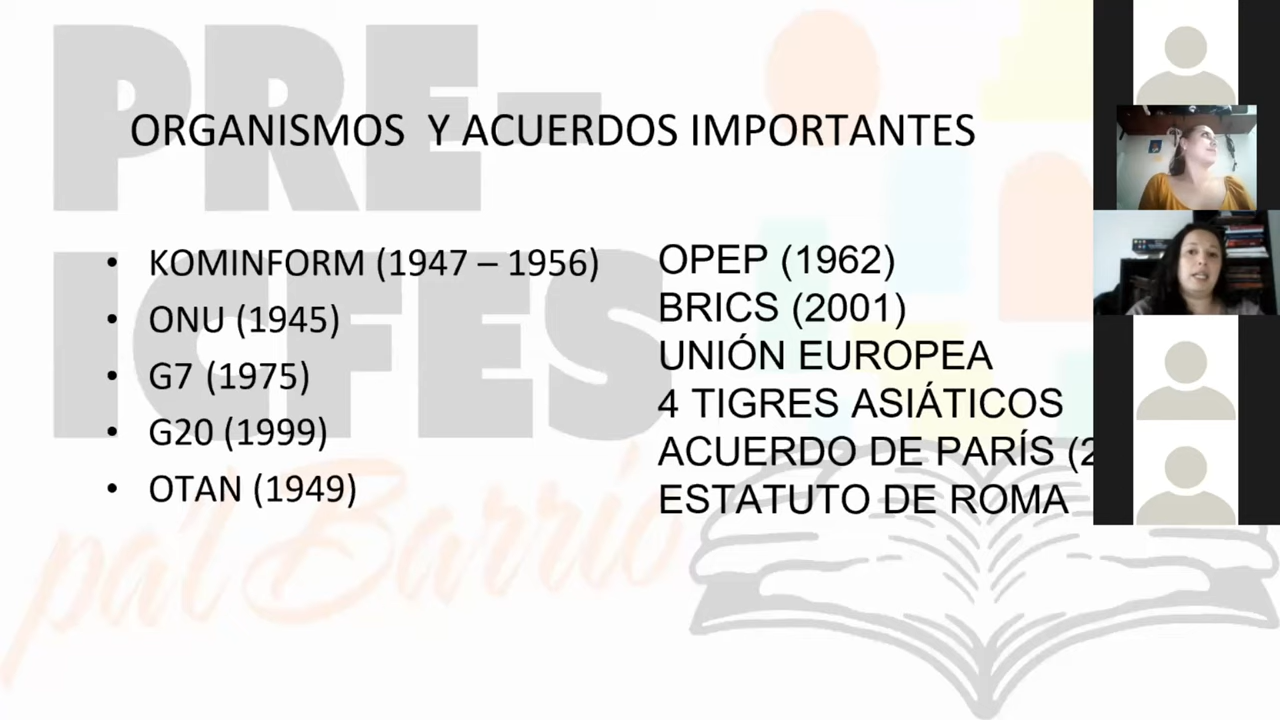 PRE-
ICFES
pal Barrio
ORGANISMOS Y ACUERDOS IMPORTANTES
• KOMINFORM (1947 – 1956)
• ONU (1945)
• G7 (1975)
• G20 (1999)
• OTAN (1949)
OPEP (1962)
BRICS (2001)
UNIÓN EUROPEA
4 TIGRES ASIÁTICOS
ACUERDO DE PARÍS (2
ESTATUTO DE ROMA